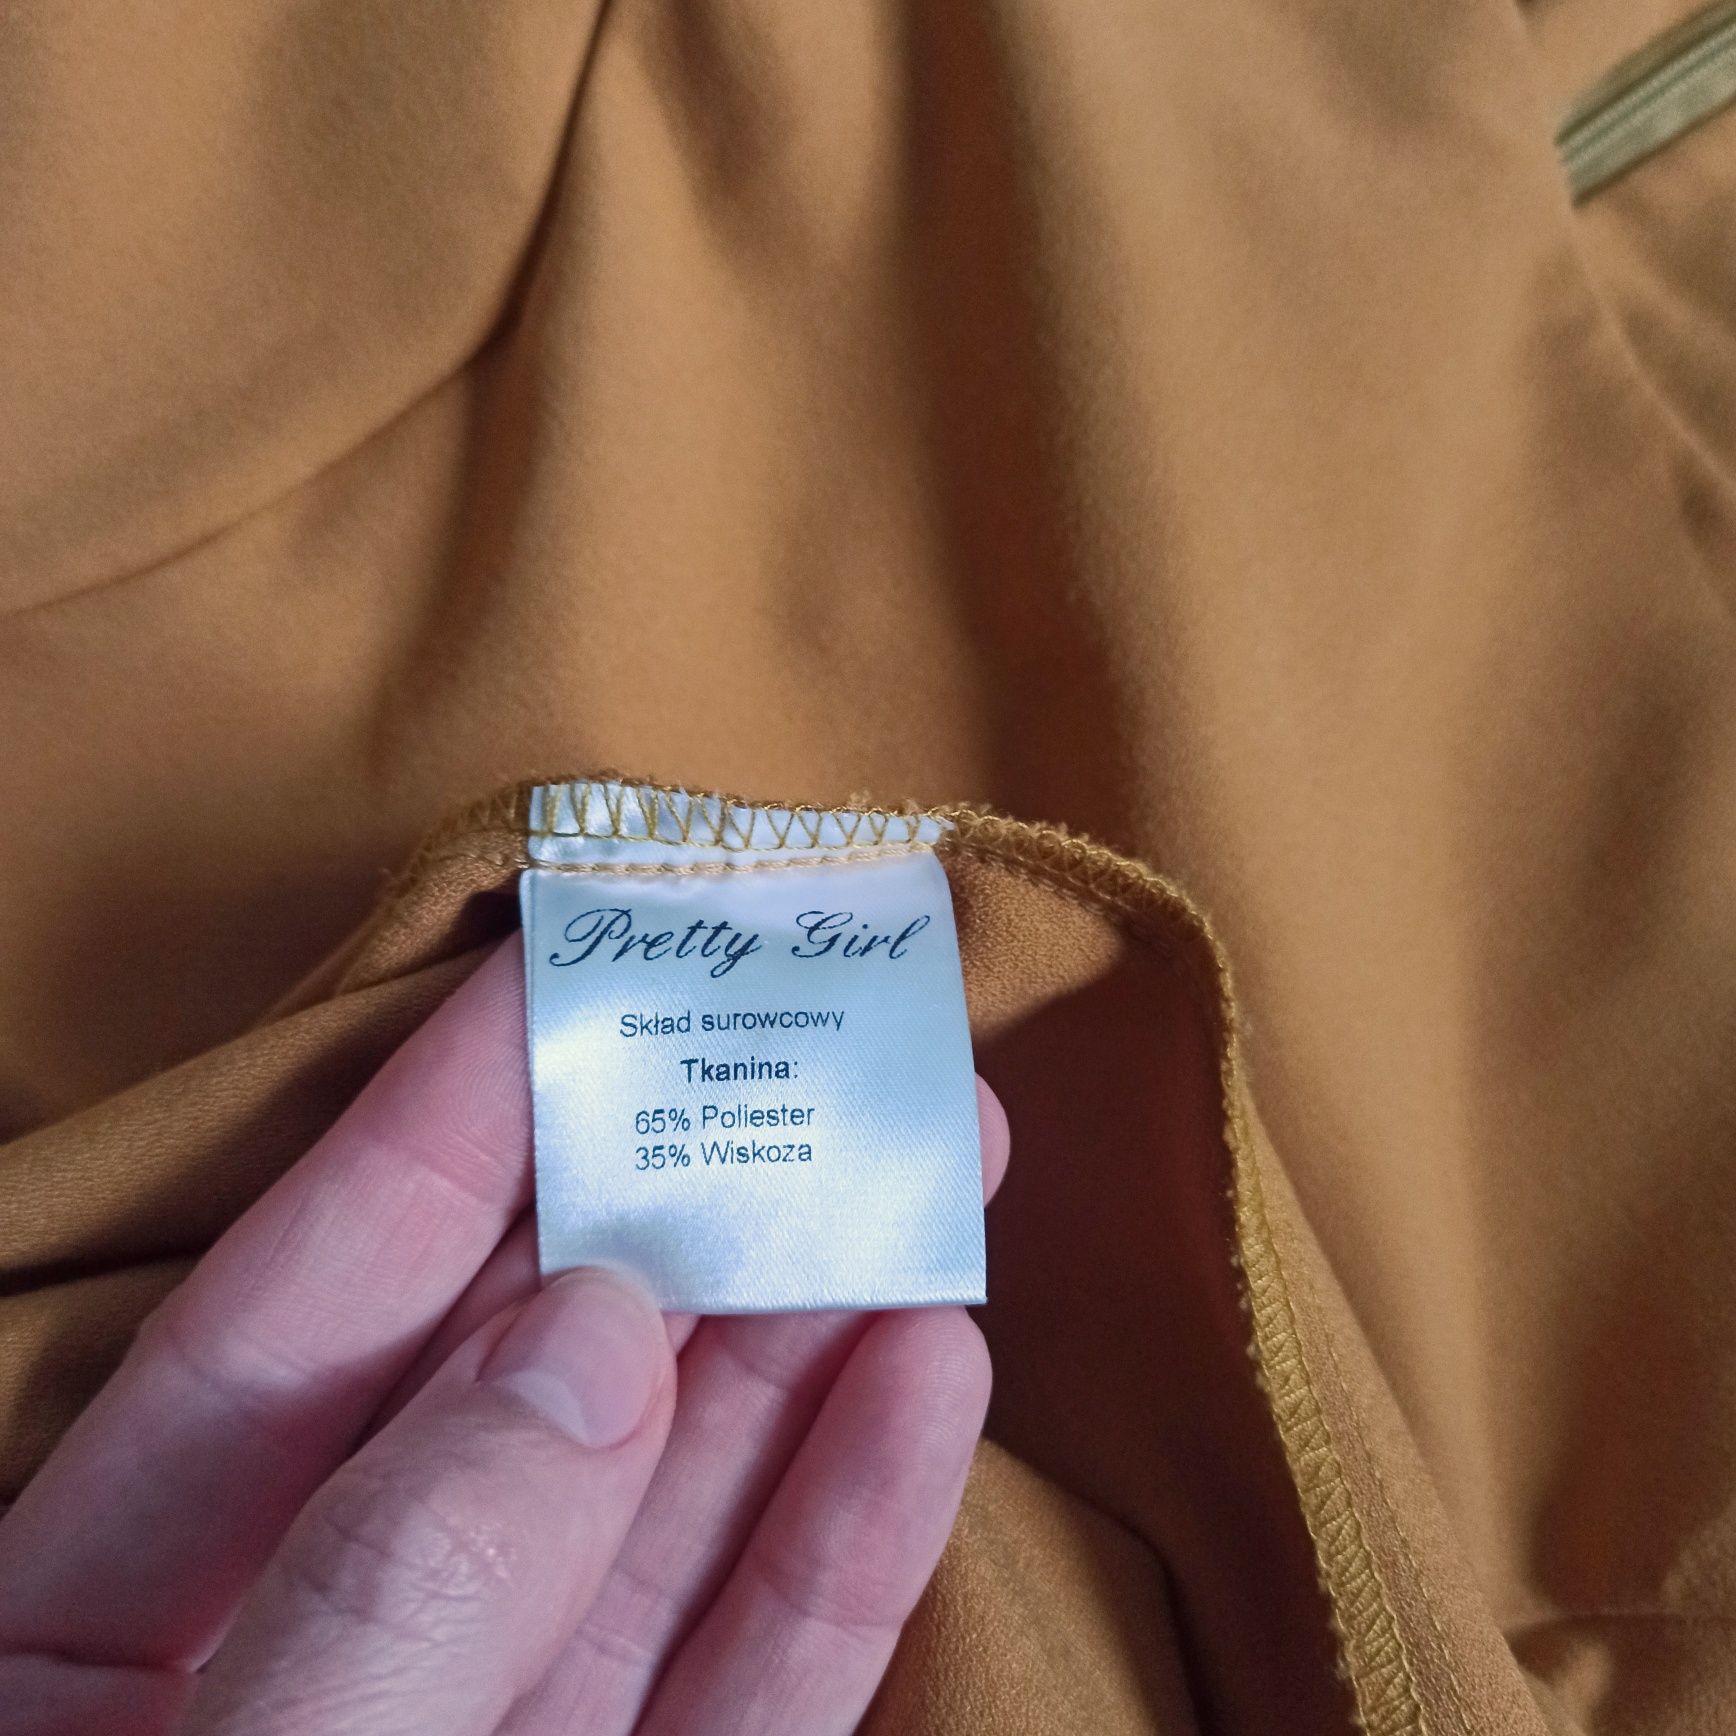 Pretty Girl
Skład surowcowy
Tkanina:
65% Poliester
35% Wiskoza